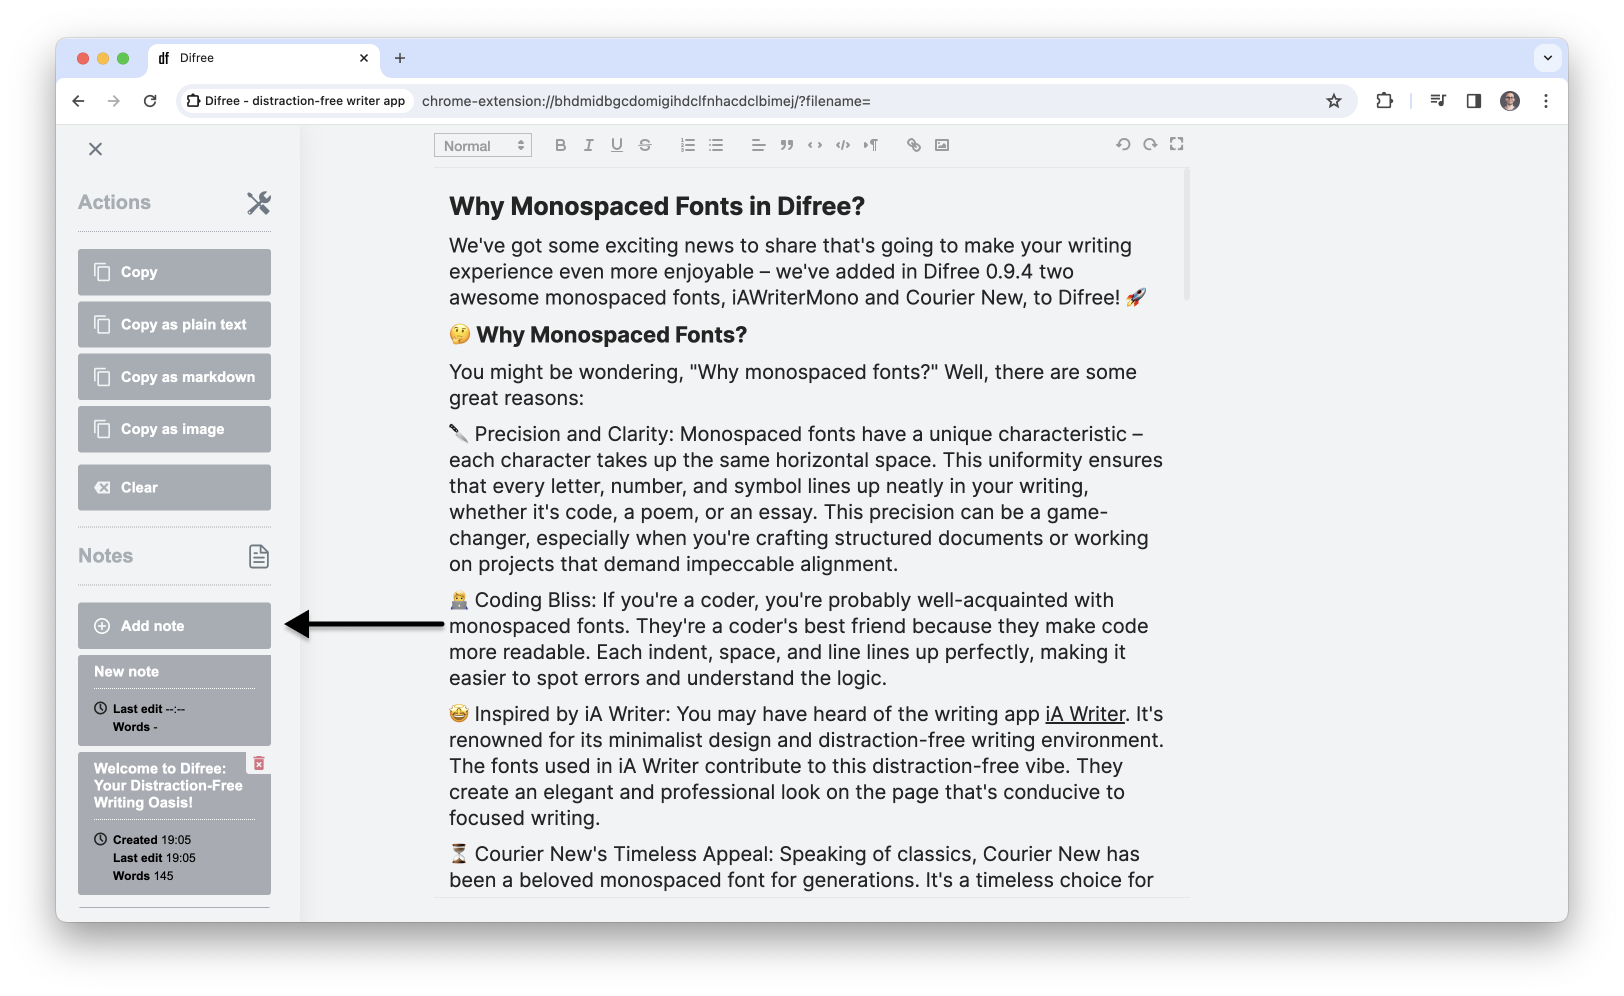 df Difree
Difree - distraction-free writer app chrome-extension://bhdmidbgcdomigihdclfnhacdclbimej/?filename=
Actions
Copy
Copy as plain text
Copy as markdown
Copy as image
Clear
Notes
Add note
New note
Last edit --:--
Words -
Welcome to Difree:
Your Distraction-Free
Writing Oasis!
Created 19:05
Last edit 19:05
Words 145
Normal B I U S
Why Monospaced Fonts in Difree?
We've got some exciting news to share that's going to make your writing
experience even more enjoyable – we've added in Difree 0.9.4 two
awesome monospaced fonts, iAWriterMono and Courier New, to Difree! 🚀
🤔 Why Monospaced Fonts?
You might be wondering, "Why monospaced fonts?" Well, there are some
great reasons:
🔪 Precision and Clarity: Monospaced fonts have a unique characteristic –
each character takes up the same horizontal space. This uniformity ensures
that every letter, number, and symbol lines up neatly in your writing,
whether it's code, a poem, or an essay. This precision can be a game-
changer, especially when you're crafting structured documents or working
on projects that demand impeccable alignment.
🧑‍💻 Coding Bliss: If you're a coder, you're probably well-acquainted with
monospaced fonts. They're a coder's best friend because they make code
more readable. Each indent, space, and line lines up perfectly, making it
easier to spot errors and understand the logic.
🤩 Inspired by iA Writer: You may have heard of the writing app iA Writer. It's
renowned for its minimalist design and distraction-free writing environment.
The fonts used in iA Writer contribute to this distraction-free vibe. They
create an elegant and professional look on the page that's conducive to
focused writing.
⏳ Courier New's Timeless Appeal: Speaking of classics, Courier New has
been a beloved monospaced font for generations. It's a timeless choice for